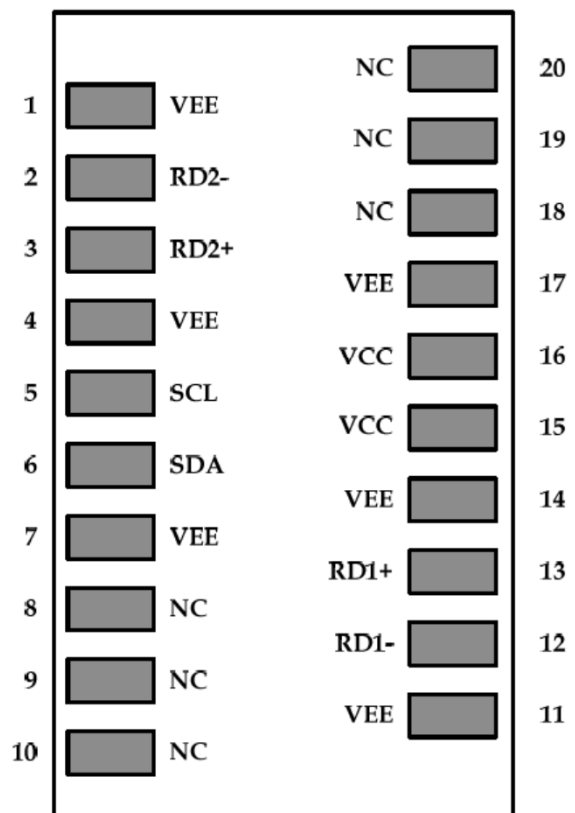 NC 20
1 VEE
NC 19
2 RD2-
NC 18
3 RD2+
VEE 17
4 VEE
VCC 16
5 SCL
VCC 15
6 SDA
VEE 14
7 VEE
RD1+ 13
8 NC
RD1- 12
9 NC
VEE 11
10 NC